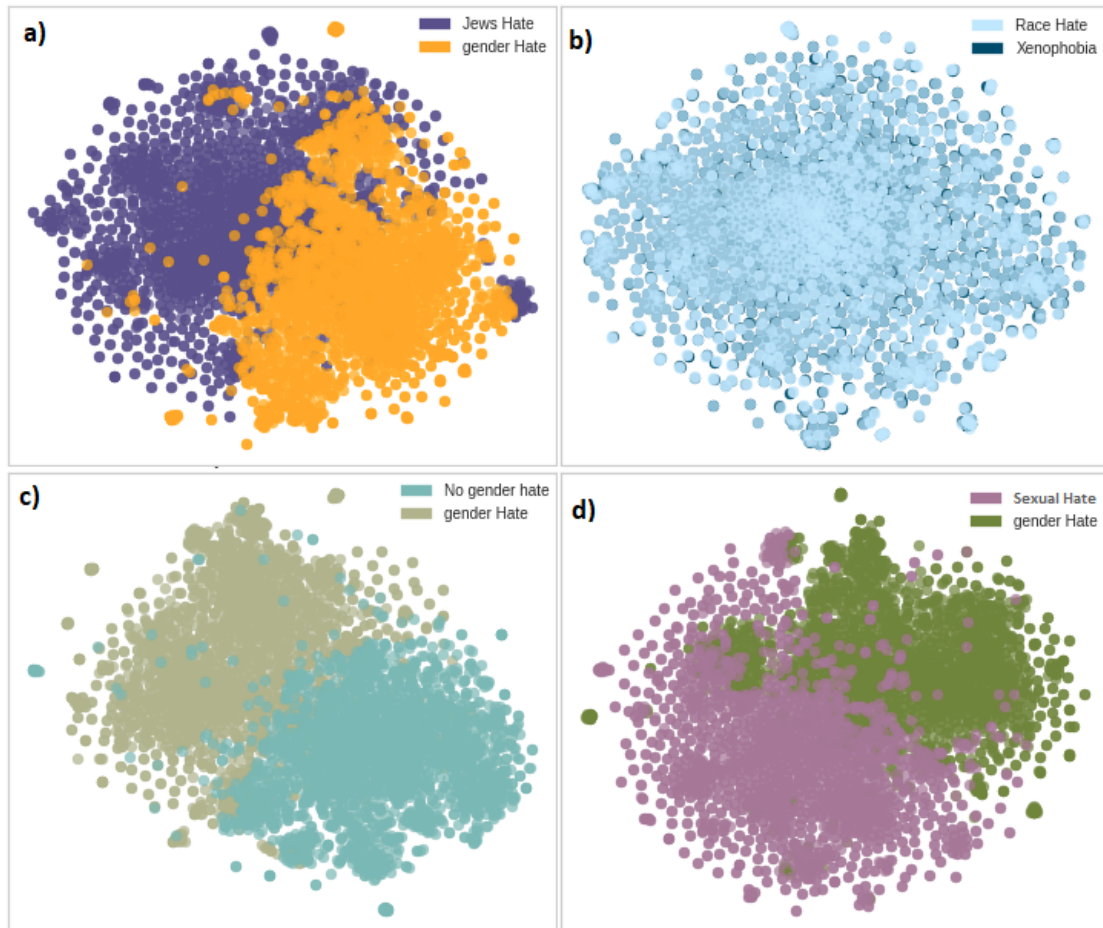 a)
Jews Hate
gender Hate
b)
Race Hate
Xenophobia
c)
No gender hate
gender Hate
d)
Sexual Hate
gender Hate